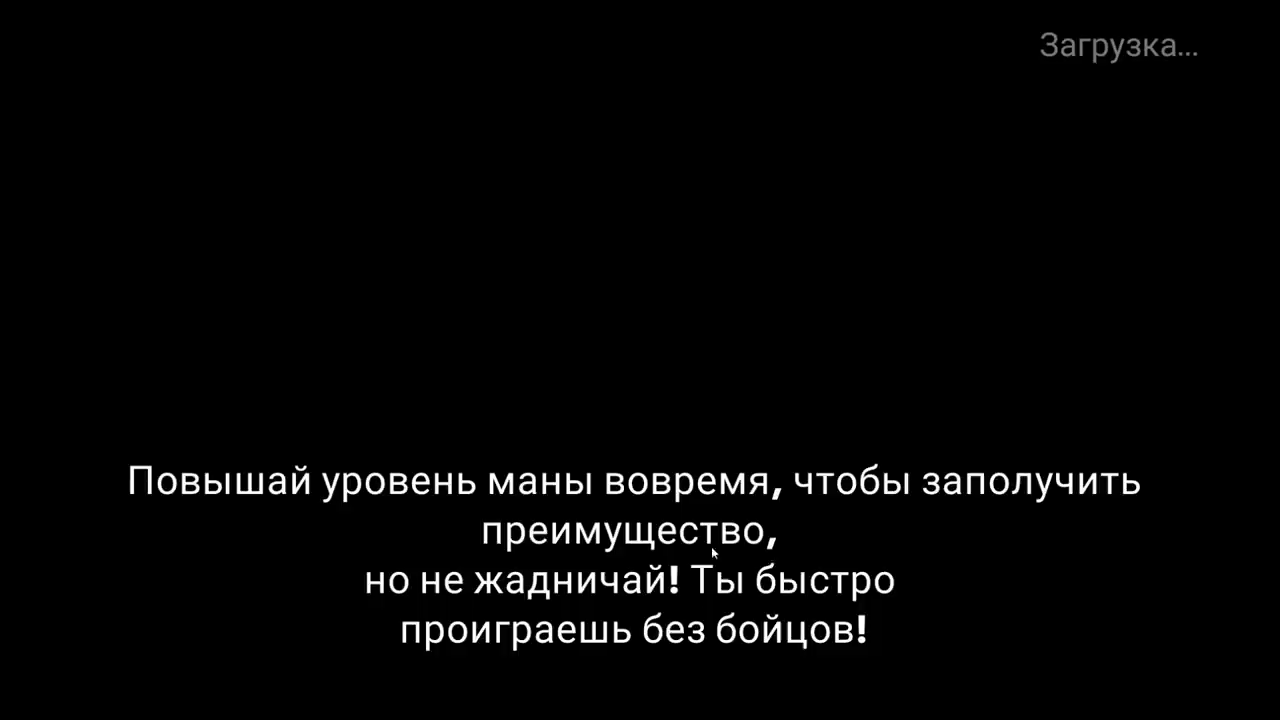 Загрузка...
Повышай уровень маны вовремя, чтобы заполучить
преимущество,
но не жадничай! Ты быстро
проиграешь без бойцов!